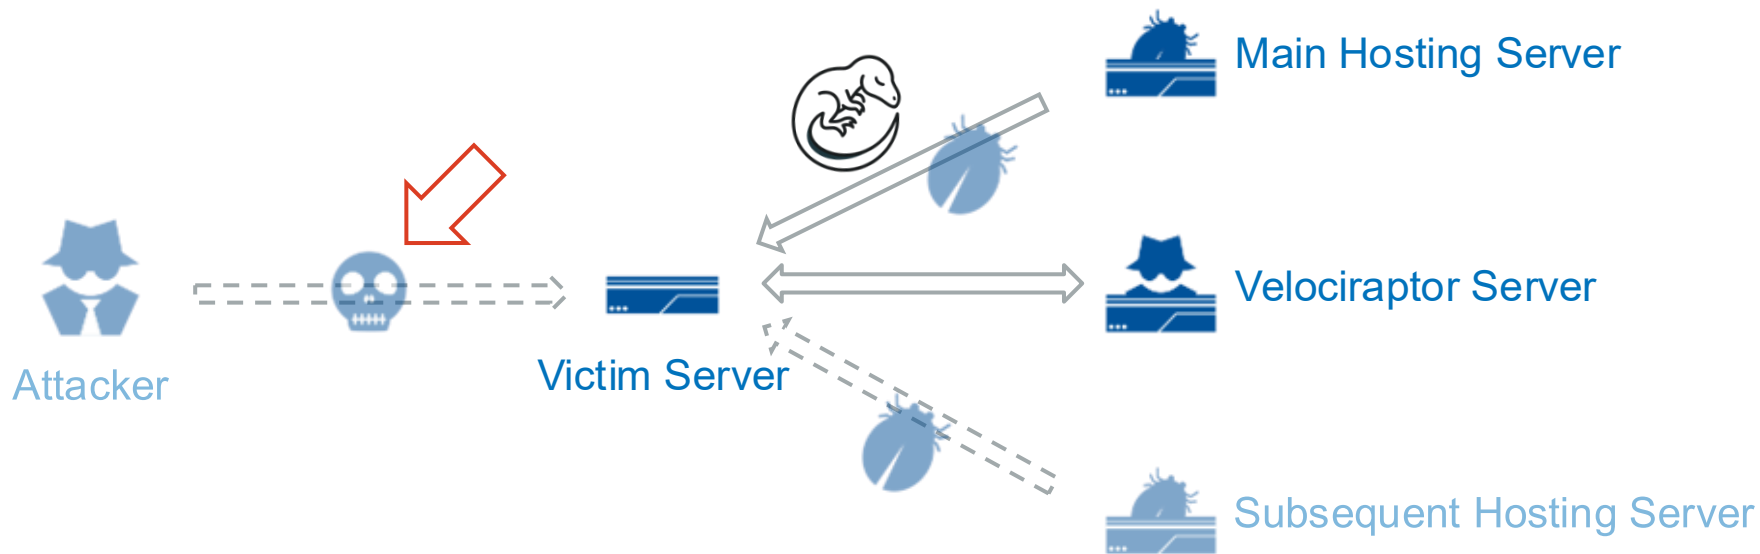 Main Hosting Server
Velociraptor Server
Attacker
Victim Server
Subsequent Hosting Server